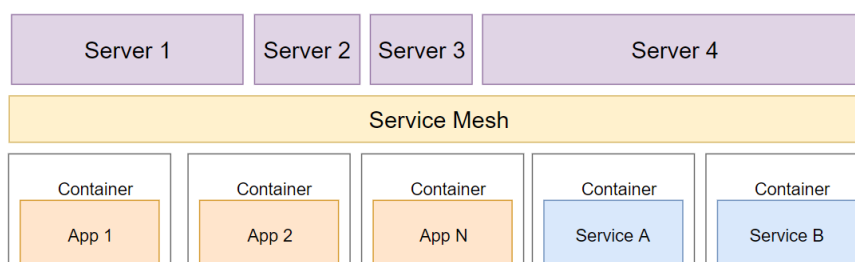 Server 1
Server 2
Server 3
Server 4
Service Mesh
Container
Container
Container
Container
Container
App 1
App 2
App N
Service A
Service B